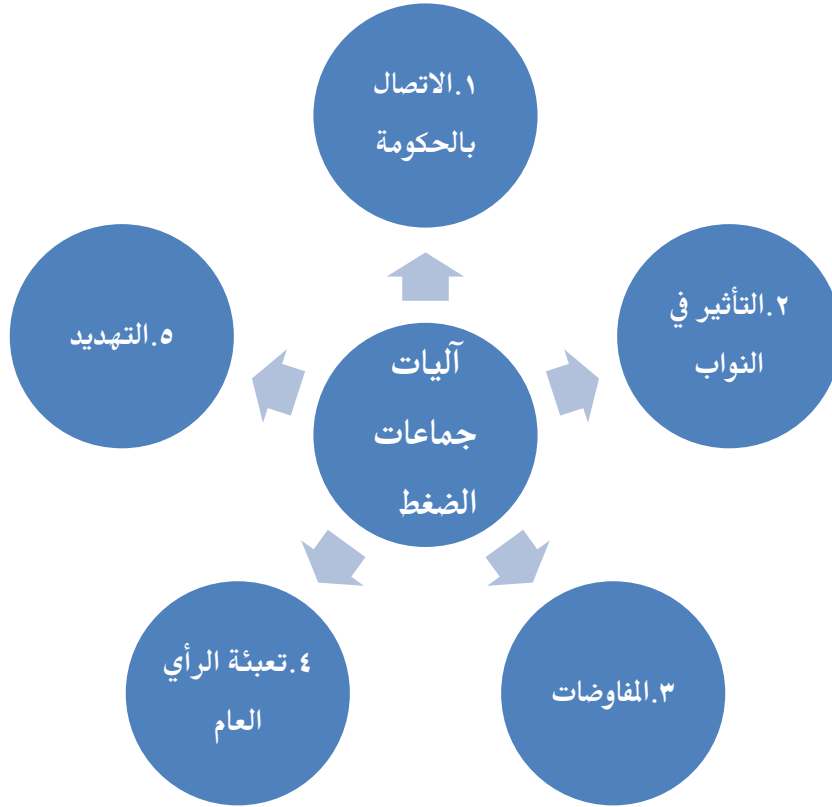 ١.الاتصال
بالحكومة
٢.التأثير في
النواب
٣.المفاوضات
٤.تعبئة الرأي
العام
٥.التهديد
آليات
جماعات
الضغط